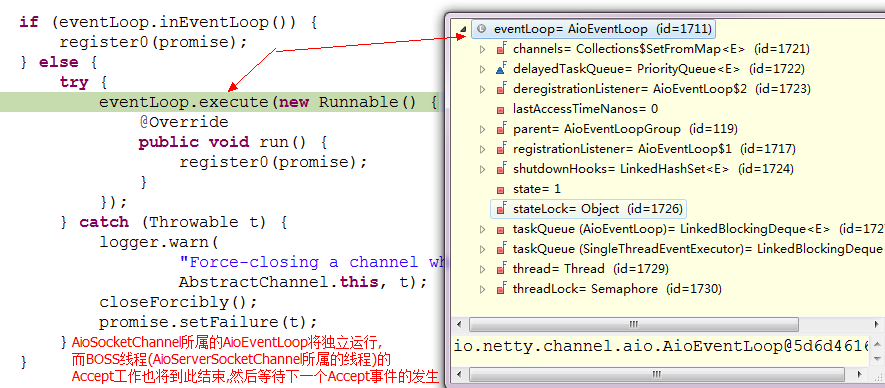 if (eventLoop.inEventLoop()) {
register0(promise);
} else {
try {
eventLoop.execute(new Runnable() {
@Override
public void run() {
register0(promise);
}
});
} catch (Throwable t) {
logger.warn(
"Force-closing a channel wh
AbstractChannel.this, t);
closeForcibly();
promise.setFailure(t);
}
AioSocketChannel所属的AioEventLoop将独立运行,
而BOSS线程(AioServerSocketChannel所属的线程)的
}
Accept工作也将到此结束,然后等待下一个Accept事件的发生
eventLoop= AioEventLoop (id=1711)
channels= Collections$SetFromMap<E> (id=1721)
delayedTaskQueue= PriorityQueue<E> (id=1722)
deregistrationListener= AioEventLoop$2 (id=1723)
lastAccessTimeNanos= 0
parent= AioEventLoopGroup (id=119)
registrationListener= AioEventLoop$1 (id=1717)
shutdownHooks= LinkedHashSet<E> (id=1724)
state= 1
stateLock= Object (id=1726)
taskQueue (AioEventLoop)= LinkedBlockingDeque<E> (id=172
taskQueue (SingleThreadEventExecutor)= LinkedBlockingDeque
thread= Thread (id=1729)
threadLock= Semaphore (id=1730)
io.netty.channel.aio.AioEventLoop@5d6d4616